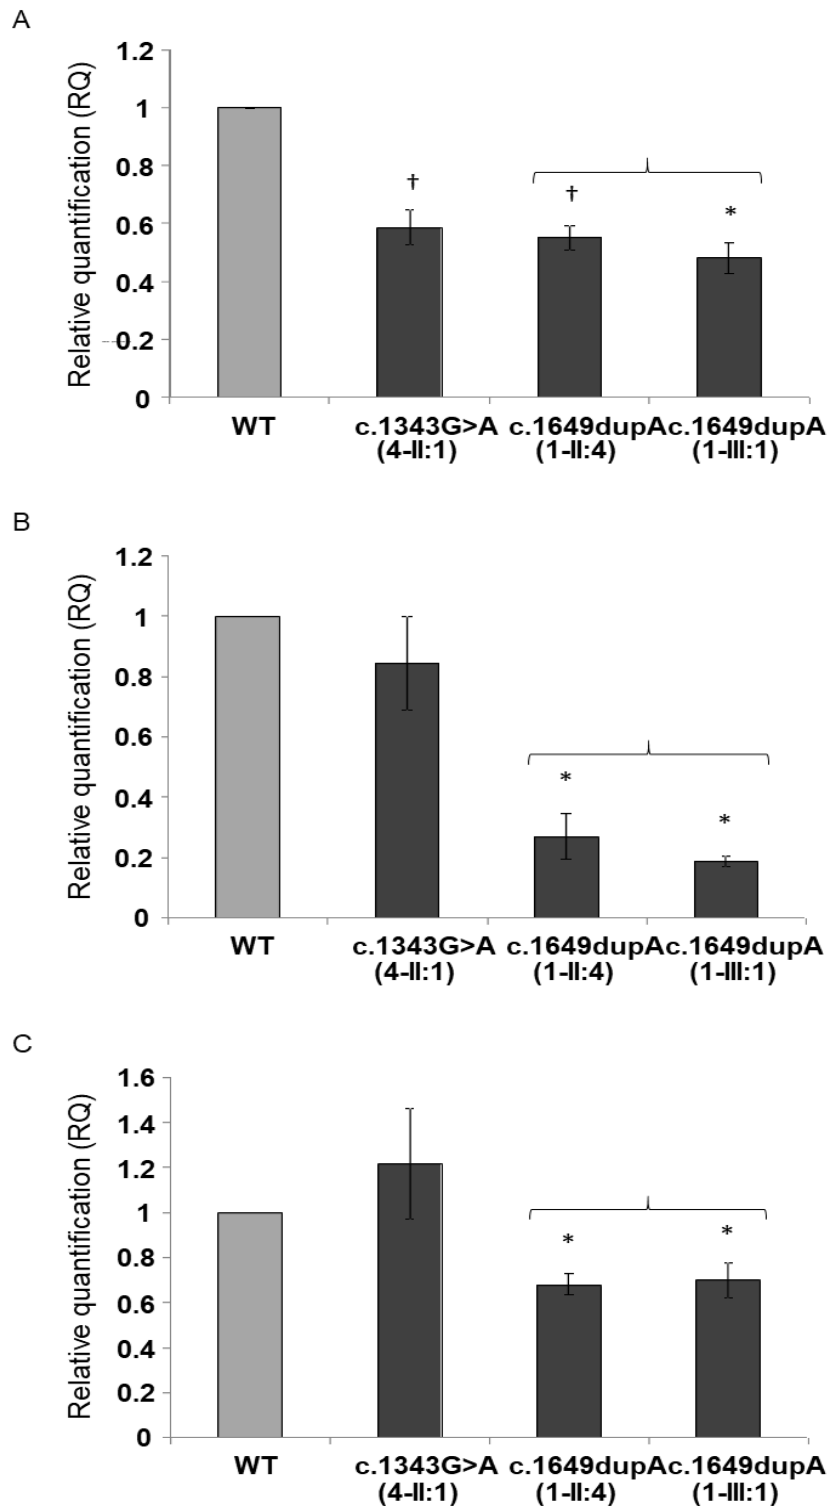 A
Relative quantification (RQ)
1.2
1
0.8
0.6
0.4
0.2
0
†
†
*
WT
c.1343G>A
(4-II:1)
c.1649dupA
(1-II:4)
c.1649dupA
(1-III:1)
B
Relative quantification (RQ)
1.2
1
0.8
0.6
0.4
0.2
0
*
*
WT
c.1343G>A
(4-II:1)
c.1649dupA
(1-II:4)
c.1649dupA
(1-III:1)
C
Relative quantification (RQ)
1.6
1.4
1.2
1
0.8
0.6
0.4
0.2
0
*
*
WT
c.1343G>A
(4-II:1)
c.1649dupA
(1-II:4)
c.1649dupA
(1-III:1)